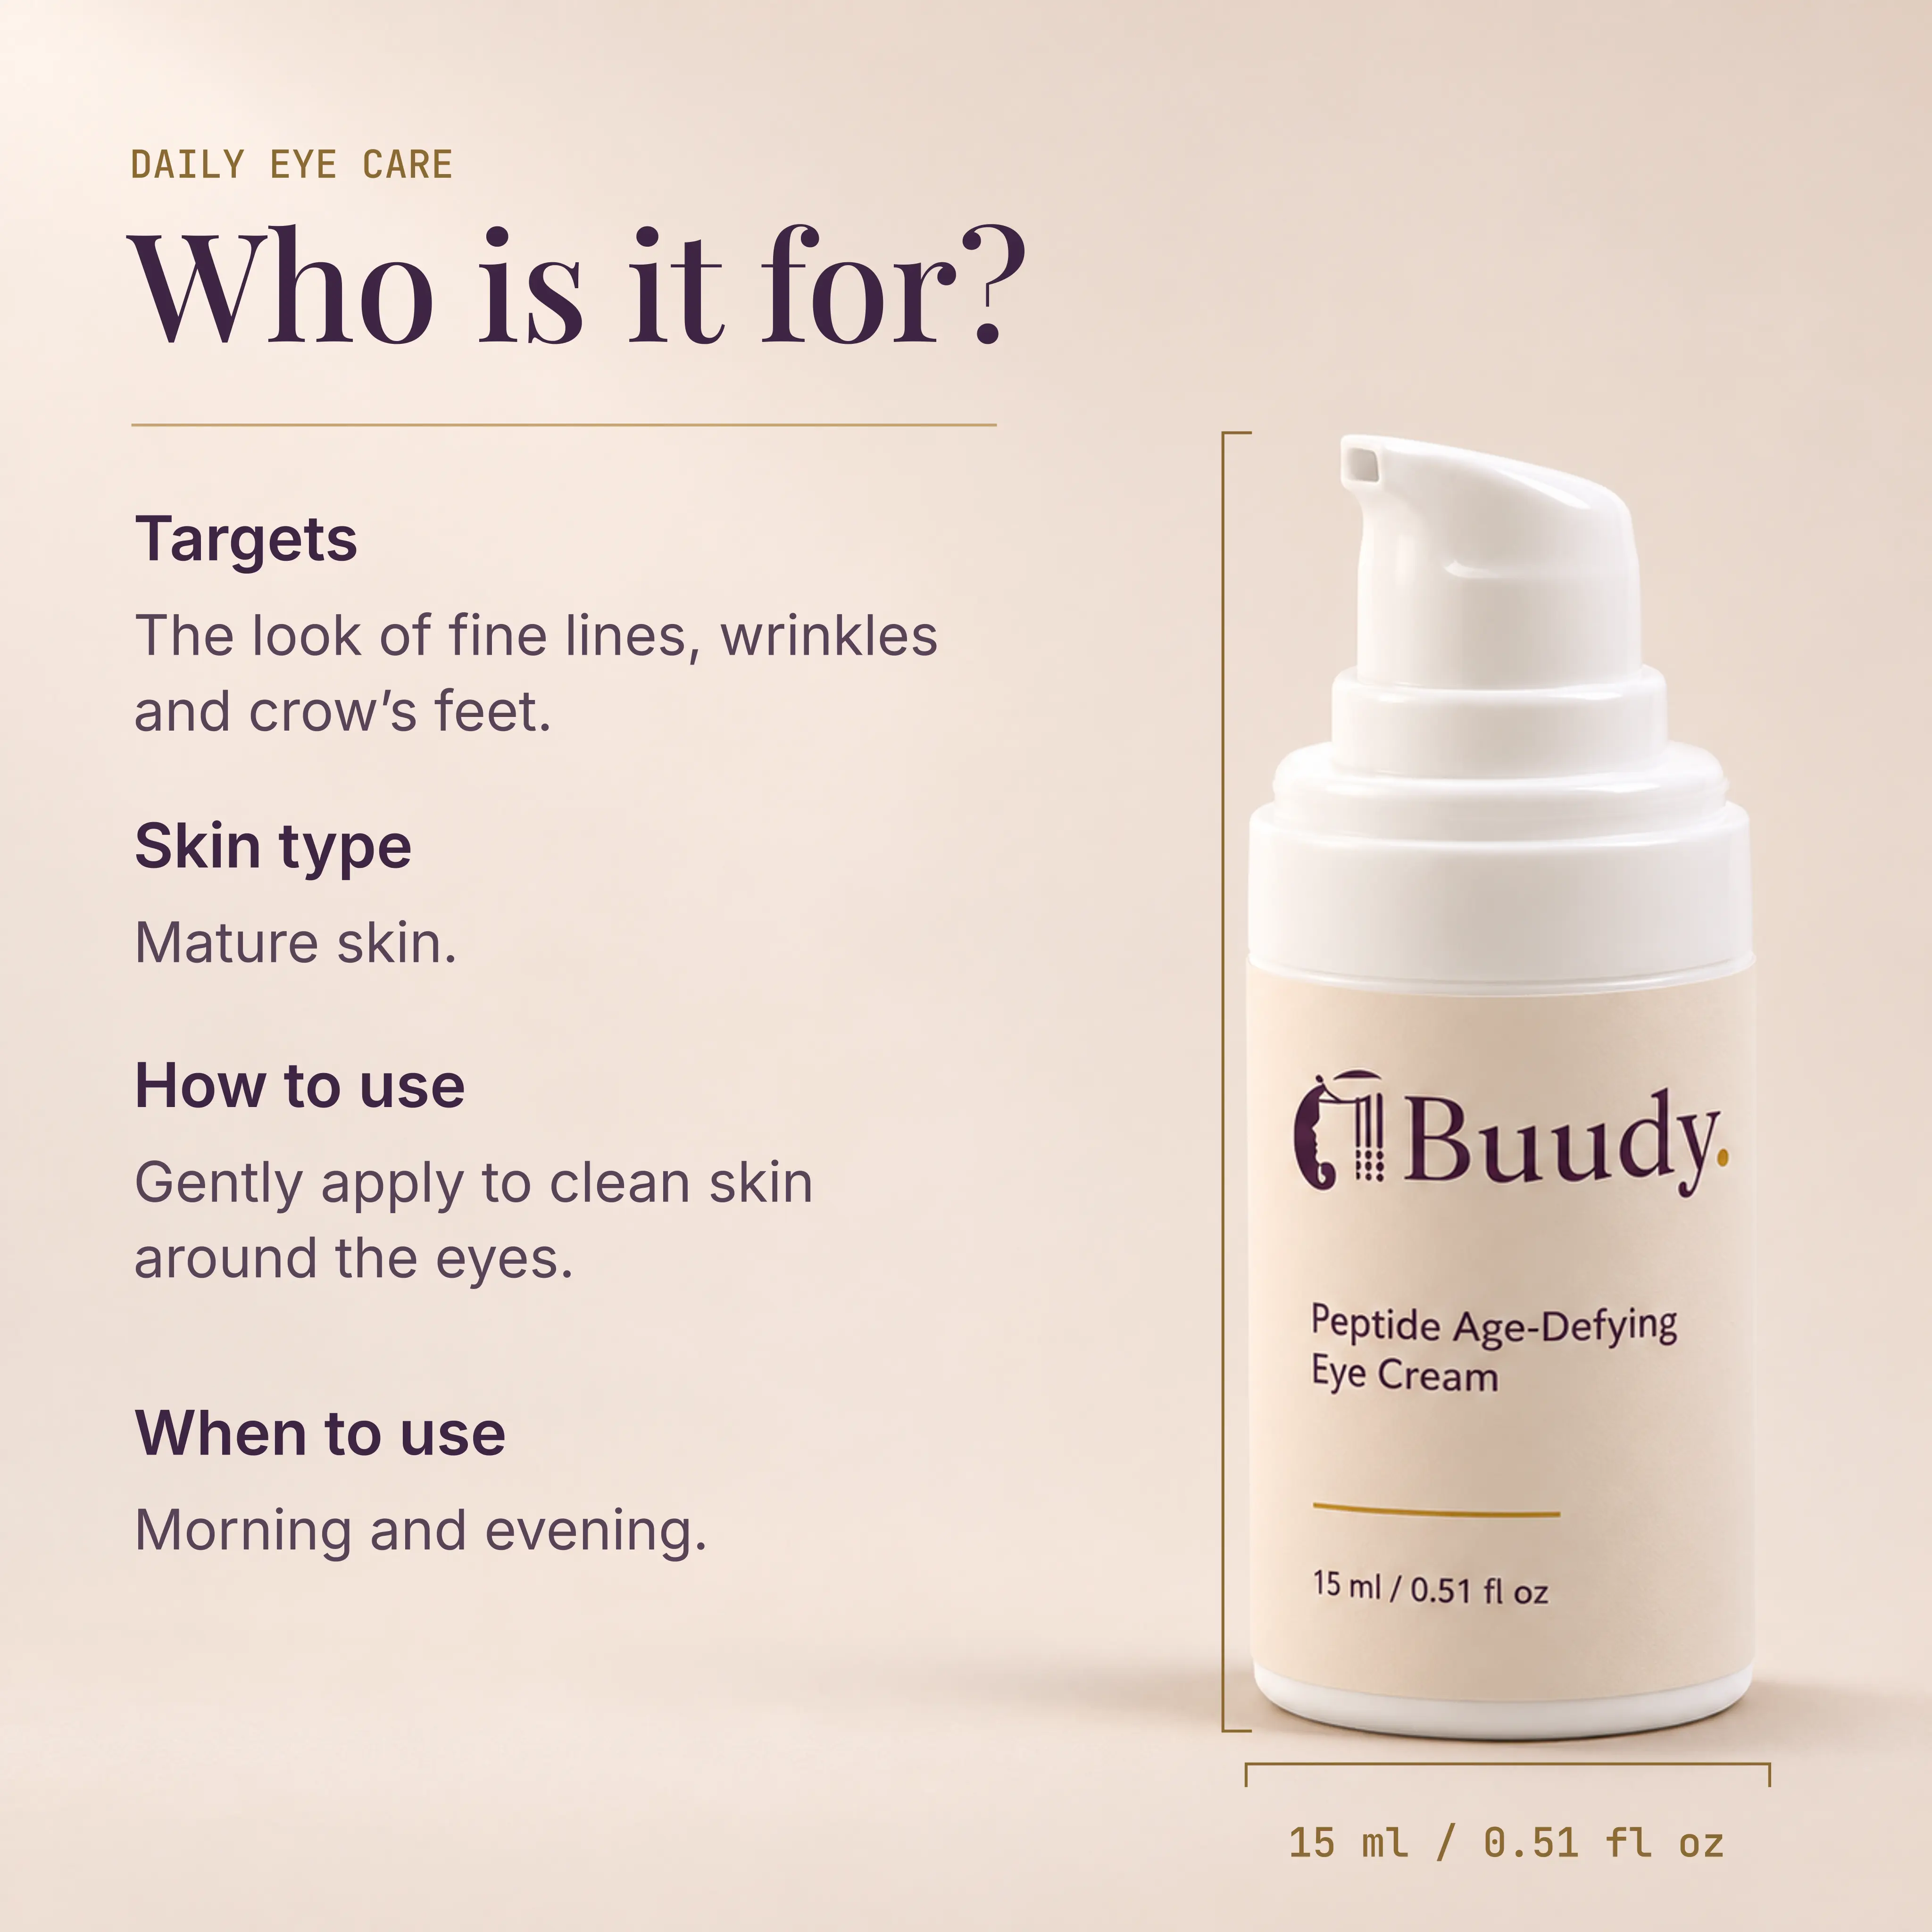 DAILY EYE CARE
Who is it for?
Targets
The look of fine lines, wrinkles
and crow’s feet.
Skin type
Mature skin.
How to use
Gently apply to clean skin
around the eyes.
When to use
Morning and evening.
Buudy.
Peptide Age-Defying
Eye Cream
15 ml / 0.51 fl oz
15 ml / 0.51 fl oz